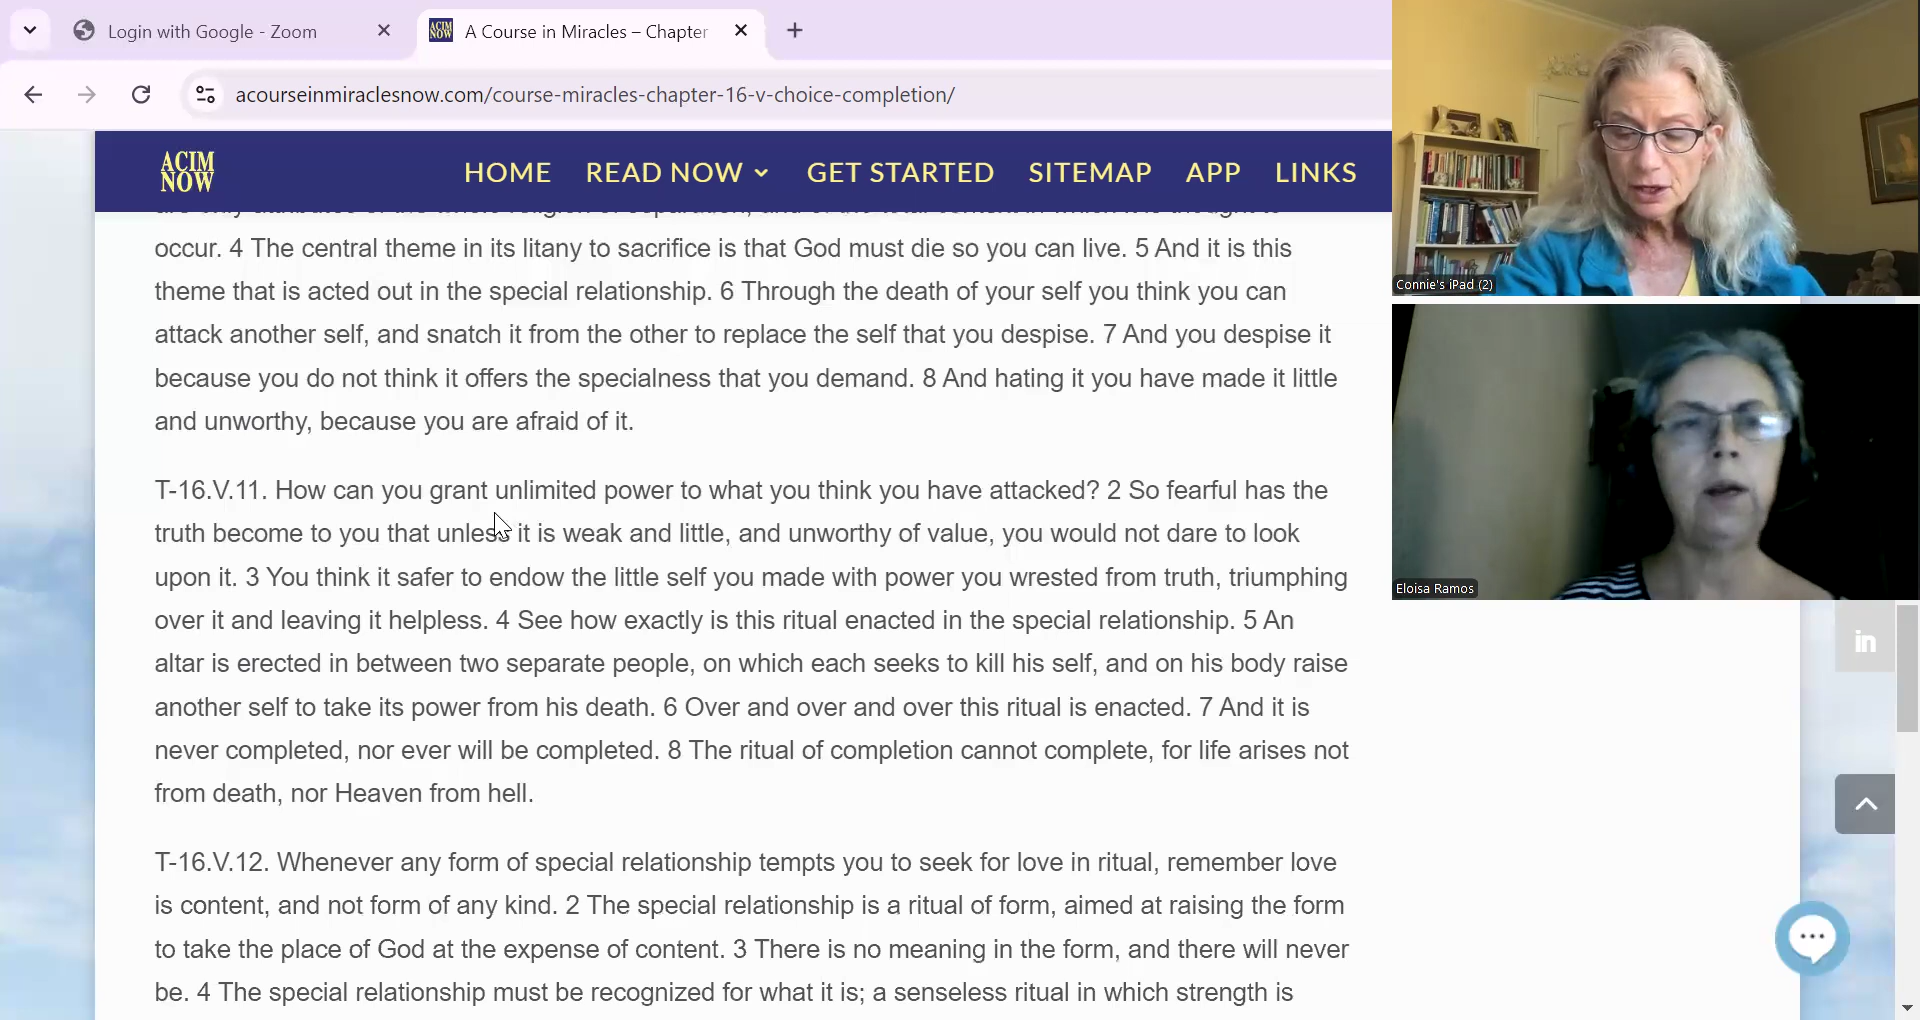 Login with Google - Zoom
A Course in Miracles – Chapter
acourseinmiraclesnow.com/course-miracles-chapter-16-v-choice-completion/
ACIM
NOW
HOME
READ NOW
GET STARTED
SITEMAP
APP
LINKS
occur. 4 The central theme in its litany to sacrifice is that God must die so you can live. 5 And it is this
theme that is acted out in the special relationship. 6 Through the death of your self you think you can
attack another self, and snatch it from the other to replace the self that you despise. 7 And you despise it
because you do not think it offers the specialness that you demand. 8 And hating it you have made it little
and unworthy, because you are afraid of it.
T-16.V.11. How can you grant unlimited power to what you think you have attacked? 2 So fearful has the
truth become to you that unless it is weak and little, and unworthy of value, you would not dare to look
upon it. 3 You think it safer to endow the little self you made with power you wrested from truth, triumphing
over it and leaving it helpless. 4 See how exactly is this ritual enacted in the special relationship. 5 An
altar is erected in between two separate people, on which each seeks to kill his self, and on his body raise
another self to take its power from his death. 6 Over and over and over this ritual is enacted. 7 And it is
never completed, nor ever will be completed. 8 The ritual of completion cannot complete, for life arises not
from death, nor Heaven from hell.
T-16.V.12. Whenever any form of special relationship tempts you to seek for love in ritual, remember love
is content, and not form of any kind. 2 The special relationship is a ritual of form, aimed at raising the form
to take the place of God at the expense of content. 3 There is no meaning in the form, and there will never
be. 4 The special relationship must be recognized for what it is; a senseless ritual in which strength is
Connie's iPad (2)
Eloisa Ramos
in